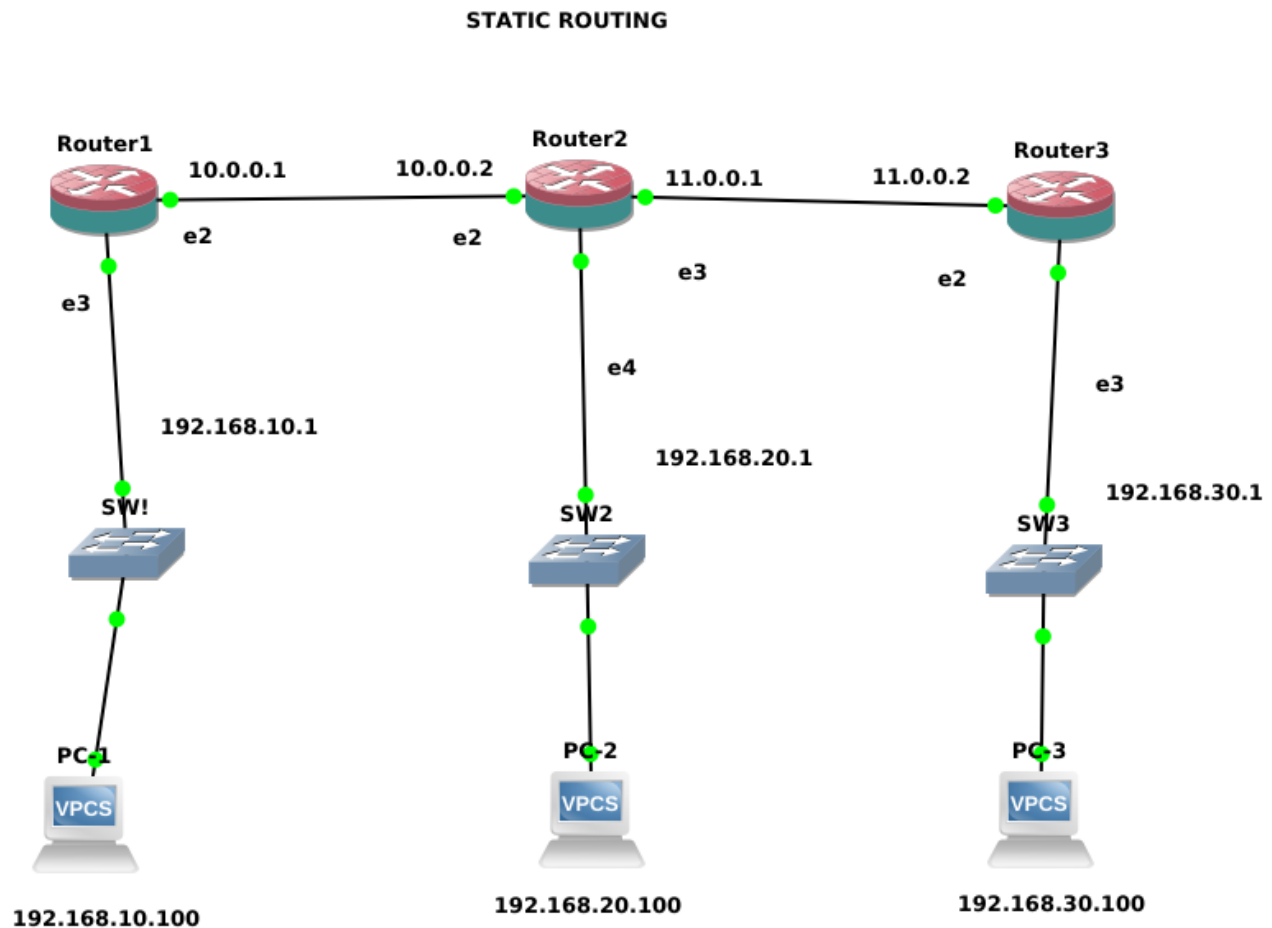 STATIC ROUTING
Router1
Router2
Router3
10.0.0.1
10.0.0.2
11.0.0.1
11.0.0.2
e2
e2
e3
e2
e3
e4
e3
192.168.10.1
192.168.20.1
192.168.30.1
SW!
SW2
SW3
PC-1
PC-2
PC-3
VPCS
VPCS
VPCS
192.168.10.100
192.168.20.100
192.168.30.100